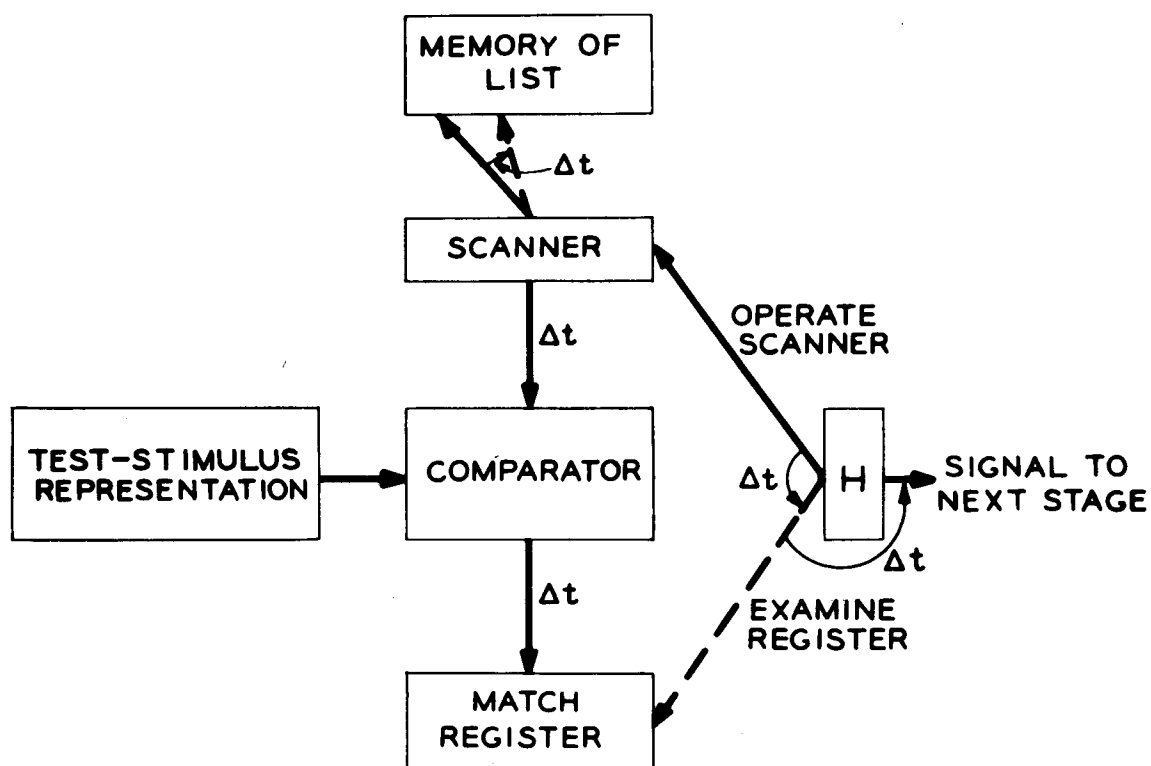 MEMORY OF
LIST
Δt
SCANNER
Δt
OPERATE
SCANNER
TEST-STIMULUS
REPRESENTATION
COMPARATOR
Δt
H
SIGNAL TO
NEXT STAGE
Δt
Δt
EXAMINE
REGISTER
MATCH
REGISTER